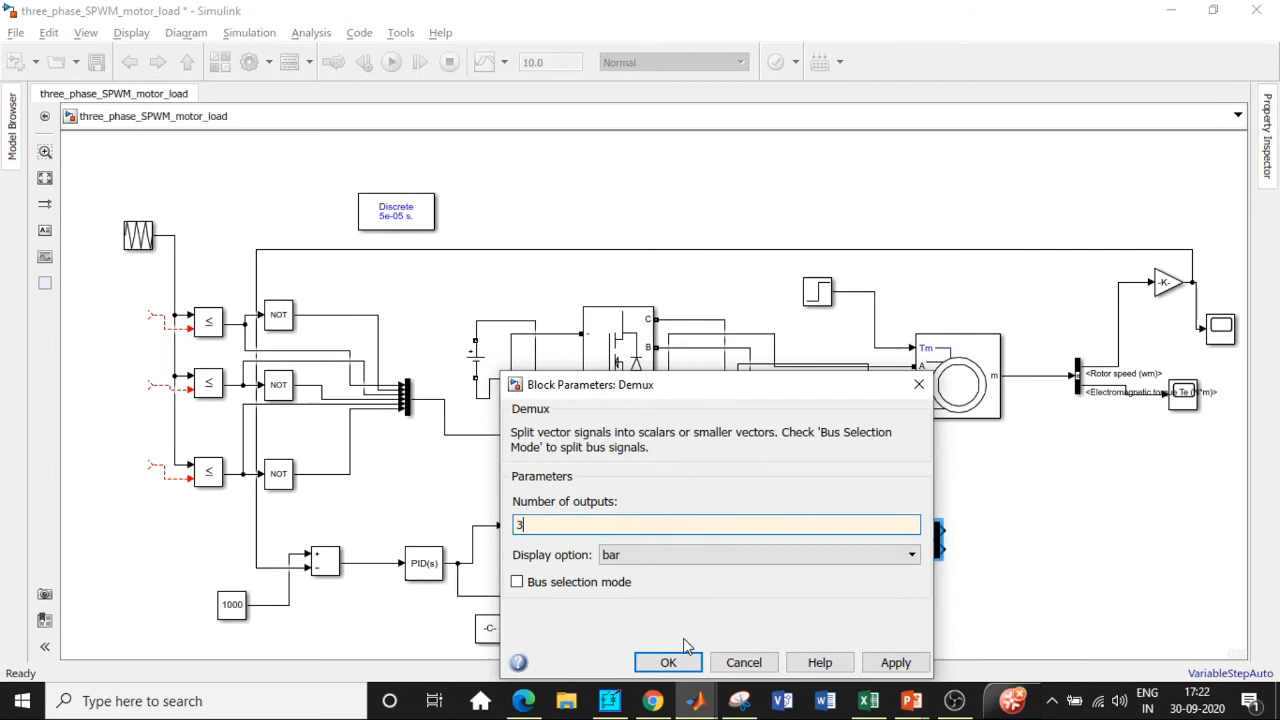 three_phase_SPWM_motor_load * - Simulink
File Edit View Display Diagram Simulation Analysis Code Tools Help
10.0
Normal
three_phase_SPWM_motor_load
three_phase_SPWM_motor_load
Model Browser
Property Inspector
Discrete
5e-05 s.
≤
NOT
≤
NOT
≤
NOT
+
-
C
B
Tm
A
m
-K-
<Rotor speed (wm)>
<Electromagnetic torque Te (N*m)>
+
−
PID(s)
1000
-C-
Block Parameters: Demux
Demux
Split vector signals into scalars or smaller vectors. Check 'Bus Selection
Mode' to split bus signals.
Parameters
Number of outputs:
3
Display option: bar
Bus selection mode
OK Cancel Help Apply
Ready
VariableStepAuto
Type here to search
ENG
IN
17:22
30-09-2020